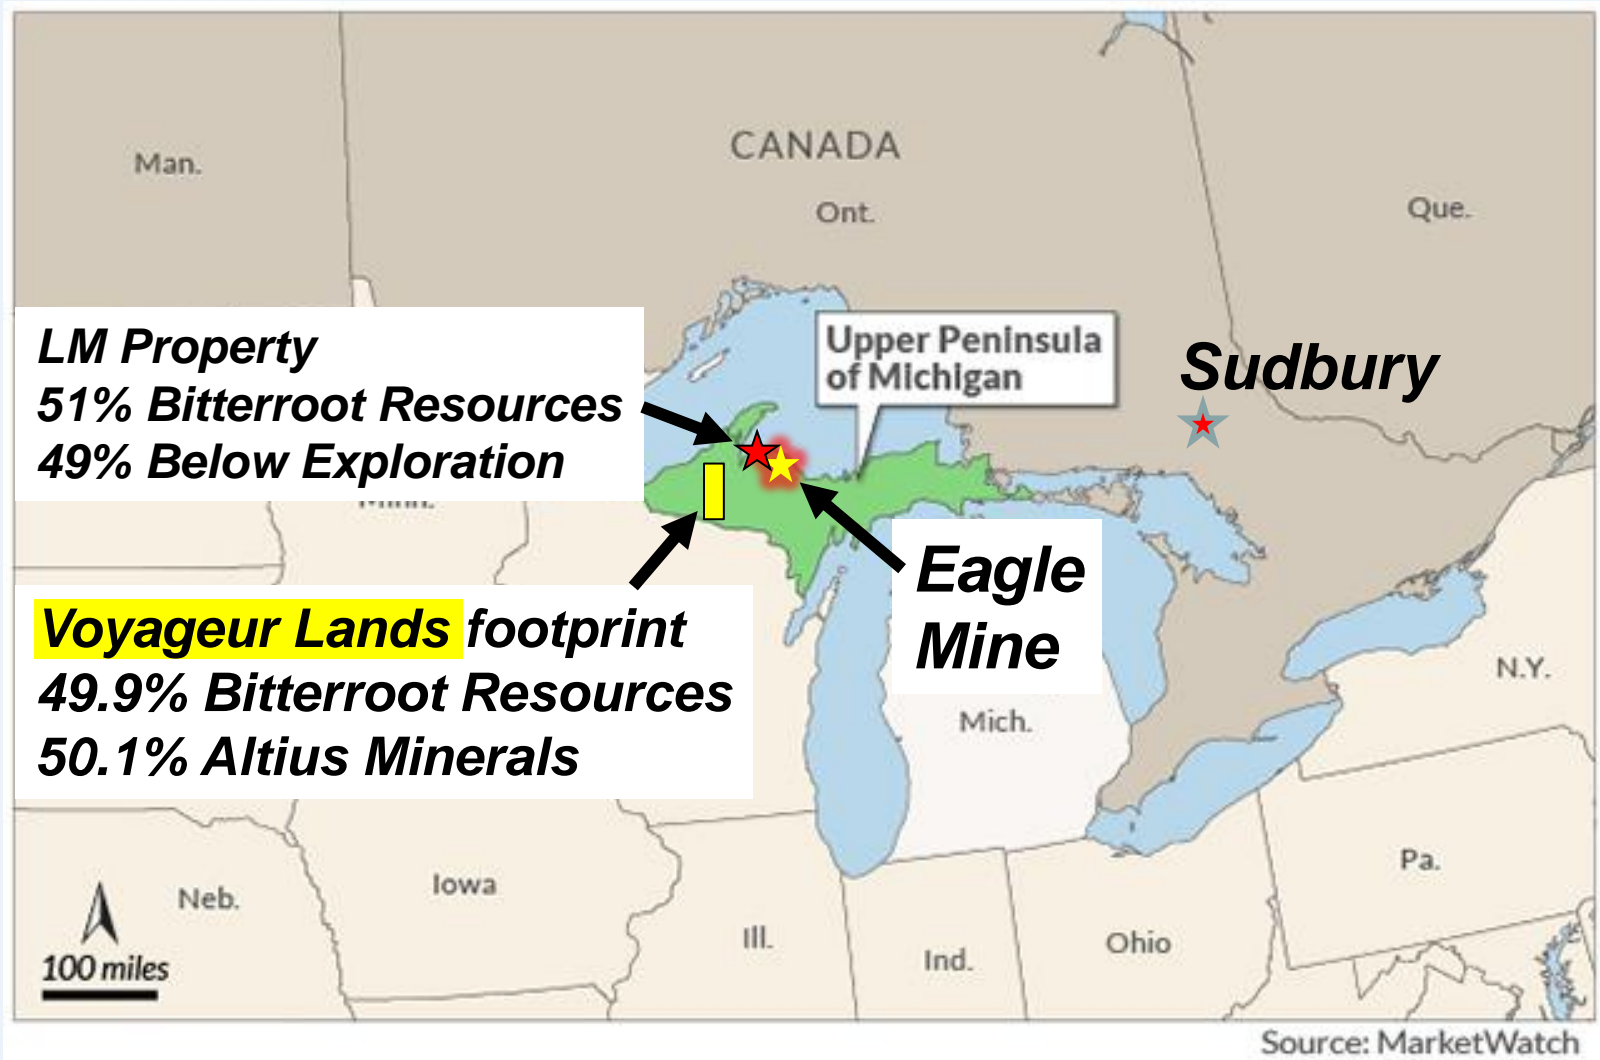 CANADA
Man.
Ont.
Que.
LM Property
51% Bitterroot Resources
49% Below Exploration
Upper Peninsula
of Michigan
Sudbury
Minn.
Eagle
Mine
Voyageur Lands footprint
49.9% Bitterroot Resources
50.1% Altius Minerals
Mich.
N.Y.
Pa.
Iowa
Neb.
Ill.
Ind.
Ohio
100 miles
Source: MarketWatch